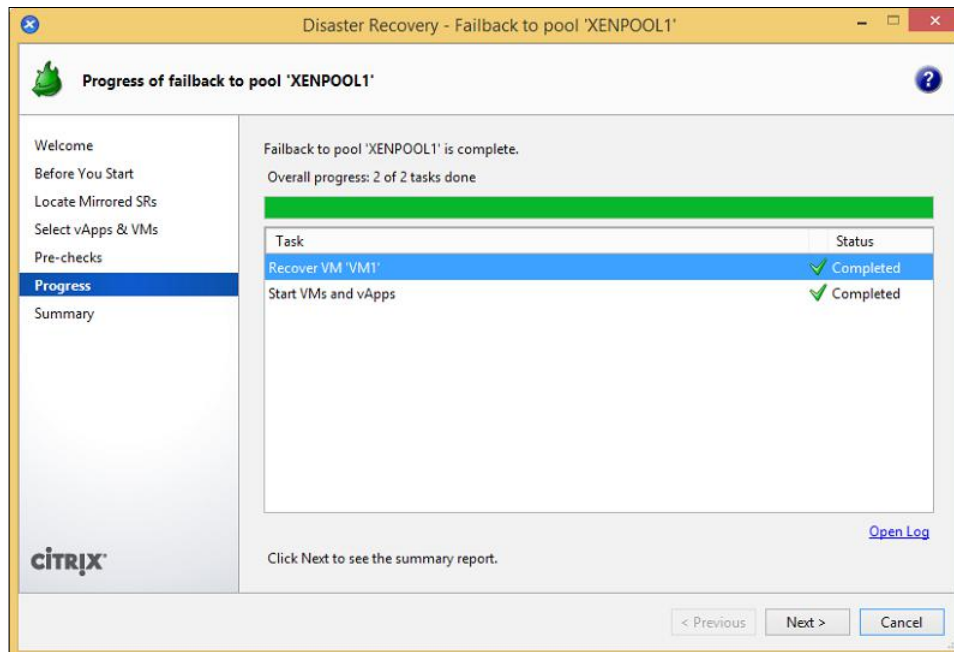 Disaster Recovery - Failback to pool 'XENPOOL1'
Progress of failback to pool 'XENPOOL1'
?
Welcome
Before You Start
Locate Mirrored SRs
Select vApps & VMs
Pre-checks
Progress
Summary
CİTRIX
Failback to pool 'XENPOOL1' is complete.
Overall progress: 2 of 2 tasks done
Task Status
Recover VM 'VM1' Completed
Start VMs and vApps Completed
Open Log
Click Next to see the summary report.
< Previous Next > Cancel